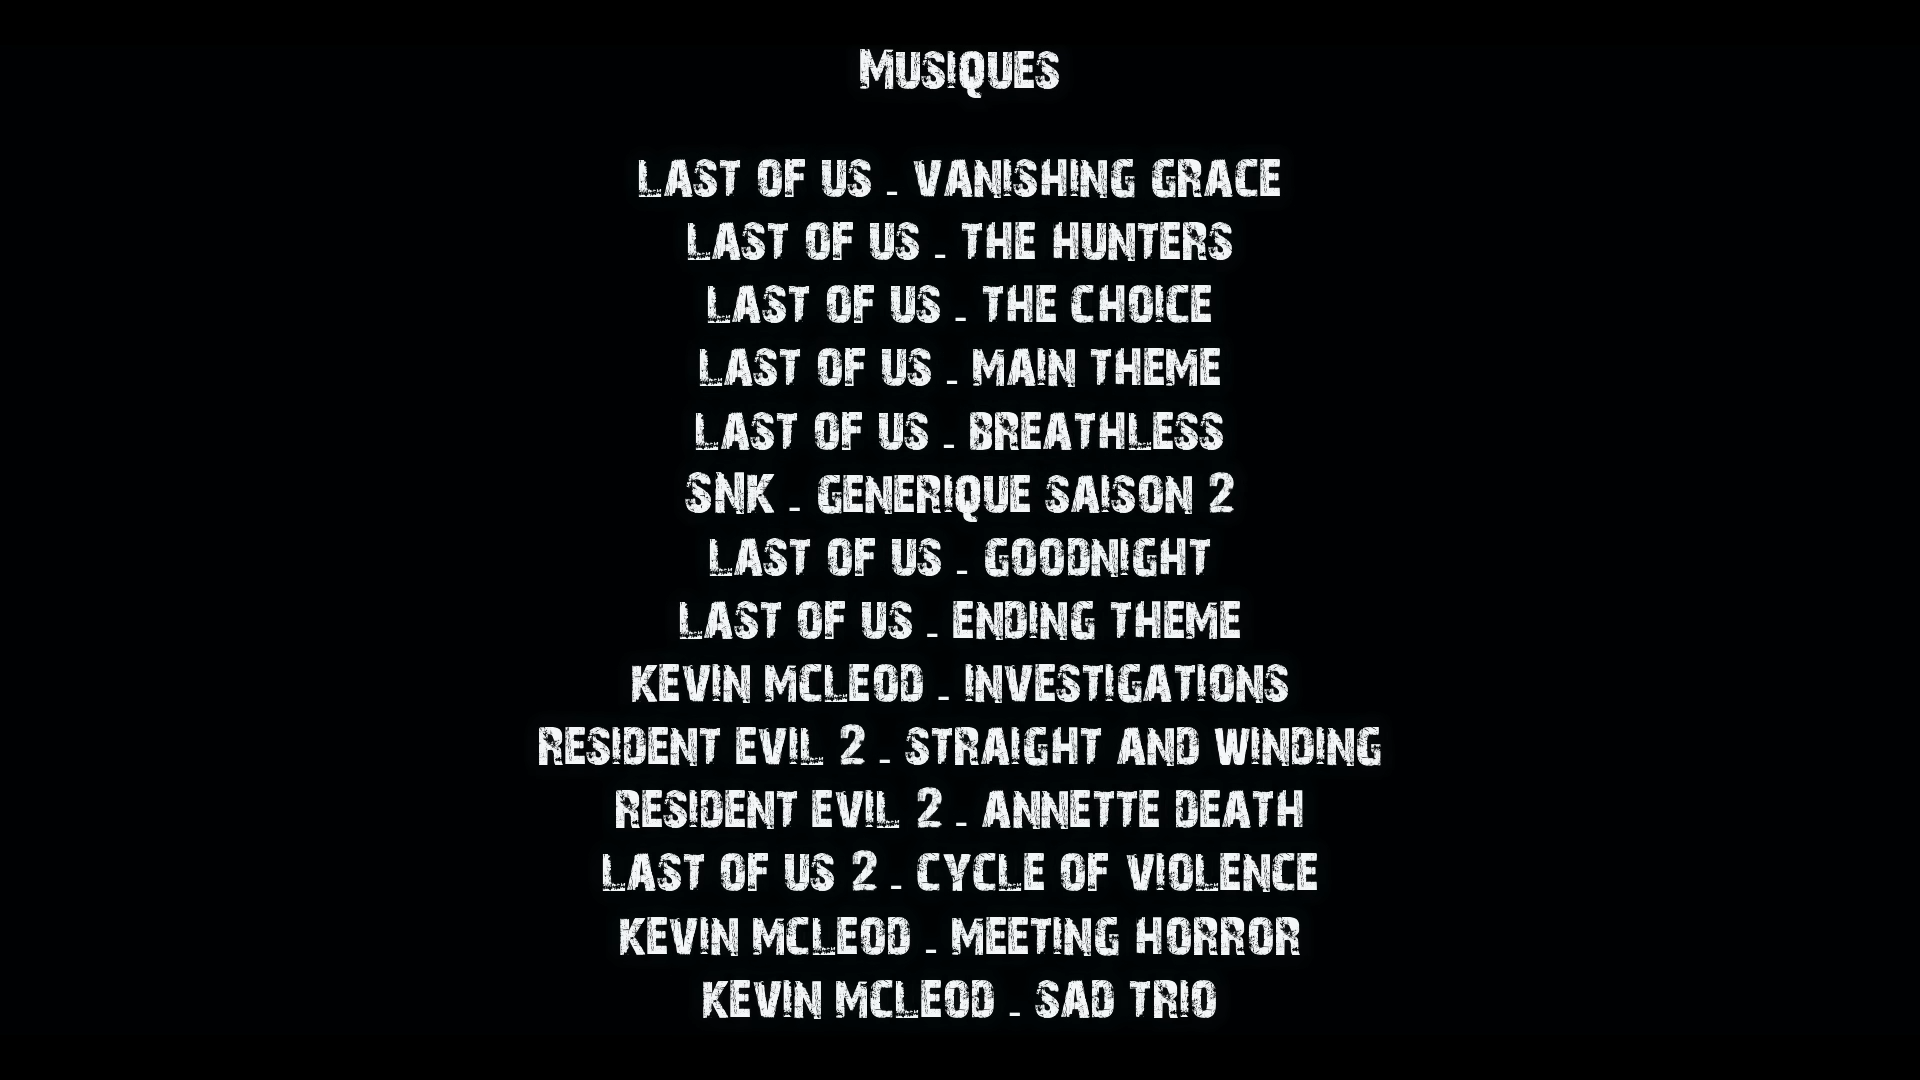 Musiques
LAST OF US - VANISHING GRACE
LAST OF US - THE HUNTERS
LAST OF US - THE CHOICE
LAST OF US - MAIN THEME
LAST OF US - BREATHLESS
SNK - GENERIQUE SAISON 2
LAST OF US - GOODNIGHT
LAST OF US - ENDING THEME
KEVIN MCLEOD - INVESTIGATIONS
RESIDENT EVIL 2 - STRAIGHT AND WINDING
RESIDENT EVIL 2 - ANNETTE DEATH
LAST OF US 2 - CYCLE OF VIOLENCE
KEVIN MCLEOD - MEETING HORROR
KEVIN MCLEOD - SAD TRIO